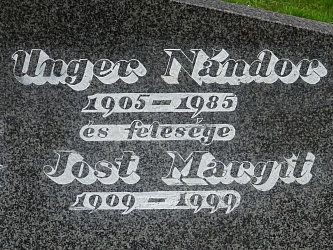 Unger Nándor
1905-1985
és felesége
Jost Margit
1909-1999